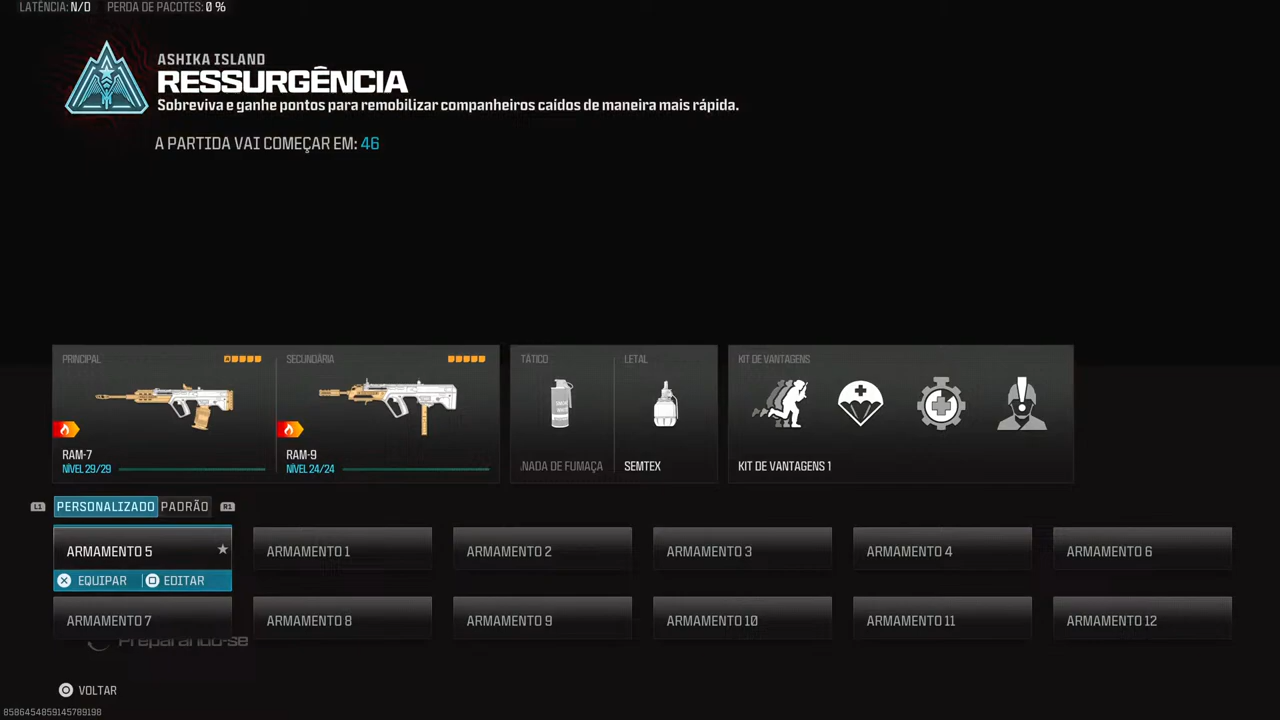 LATÊNCIA: N/D PERDA DE PACOTES: 0 %
ASHIKA ISLAND
RESSURGÊNCIA
Sobreviva e ganhe pontos para remobilizar companheiros caídos de maneira mais rápida.
A PARTIDA VAI COMEÇAR EM: 46
PRINCIPAL SECUNDÁRIA TÁTICO LETAL KIT DE VANTAGENS
RAM-7 RAM-9 NADA DE FUMAÇA SEMTEX KIT DE VANTAGENS 1
NÍVEL 29/29 NÍVEL 24/24
L1 PERSONALIZADO PADRÃO R1
ARMAMENTO 5 ARMAMENTO 1 ARMAMENTO 2 ARMAMENTO 3 ARMAMENTO 4 ARMAMENTO 6
EQUIPAR EDITAR
ARMAMENTO 7 ARMAMENTO 8 ARMAMENTO 9 ARMAMENTO 10 ARMAMENTO 11 ARMAMENTO 12
Preparando-se
VOLTAR
8586454859145789198